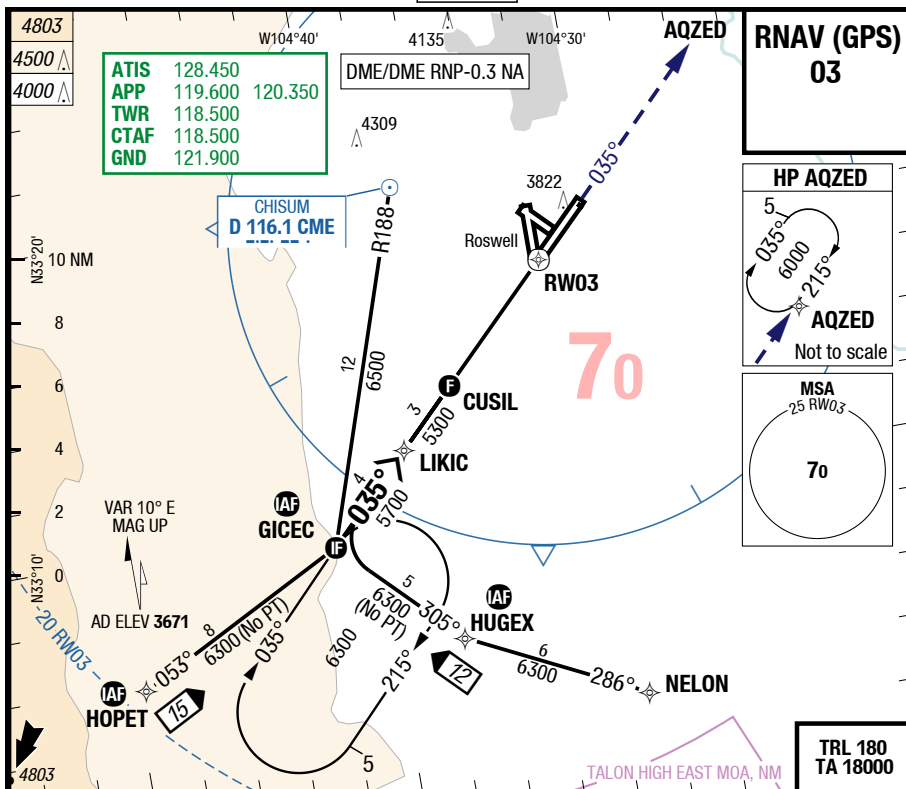 4803
4500
4000
ATIS 128.450
APP 119.600 120.350
TWR 118.500
CTAF 118.500
GND 121.900
W104°40'
4135
W104°30'
AQZED
DME/DME RNP-0.3 NA
RNAV (GPS)
03
4309
CHISUM
D 116.1 CME
R188
3822
Roswell
035°
RW03
HP AQZED
5
035°
6000
215°
AQZED
Not to scale
N33°20'
10 NM
8
6
4
2
0
N33°10'
12
6500
70
F
CUSIL
3
5300
LIKIC
4
035°
5700
MSA
25 RW03
70
IAF
GICEC
IF
VAR 10° E
MAG UP
AD ELEV 3671
20 RW03
8
6300 (No PT)
053°
035°
6300
215°
5
5
6300
(No PT)
305°
IAF
HUGEX
12
6
6300
286°
NELON
IAF
HOPET
15
4803
TALON HIGH EAST MOA, NM
TRL 180
TA 18000